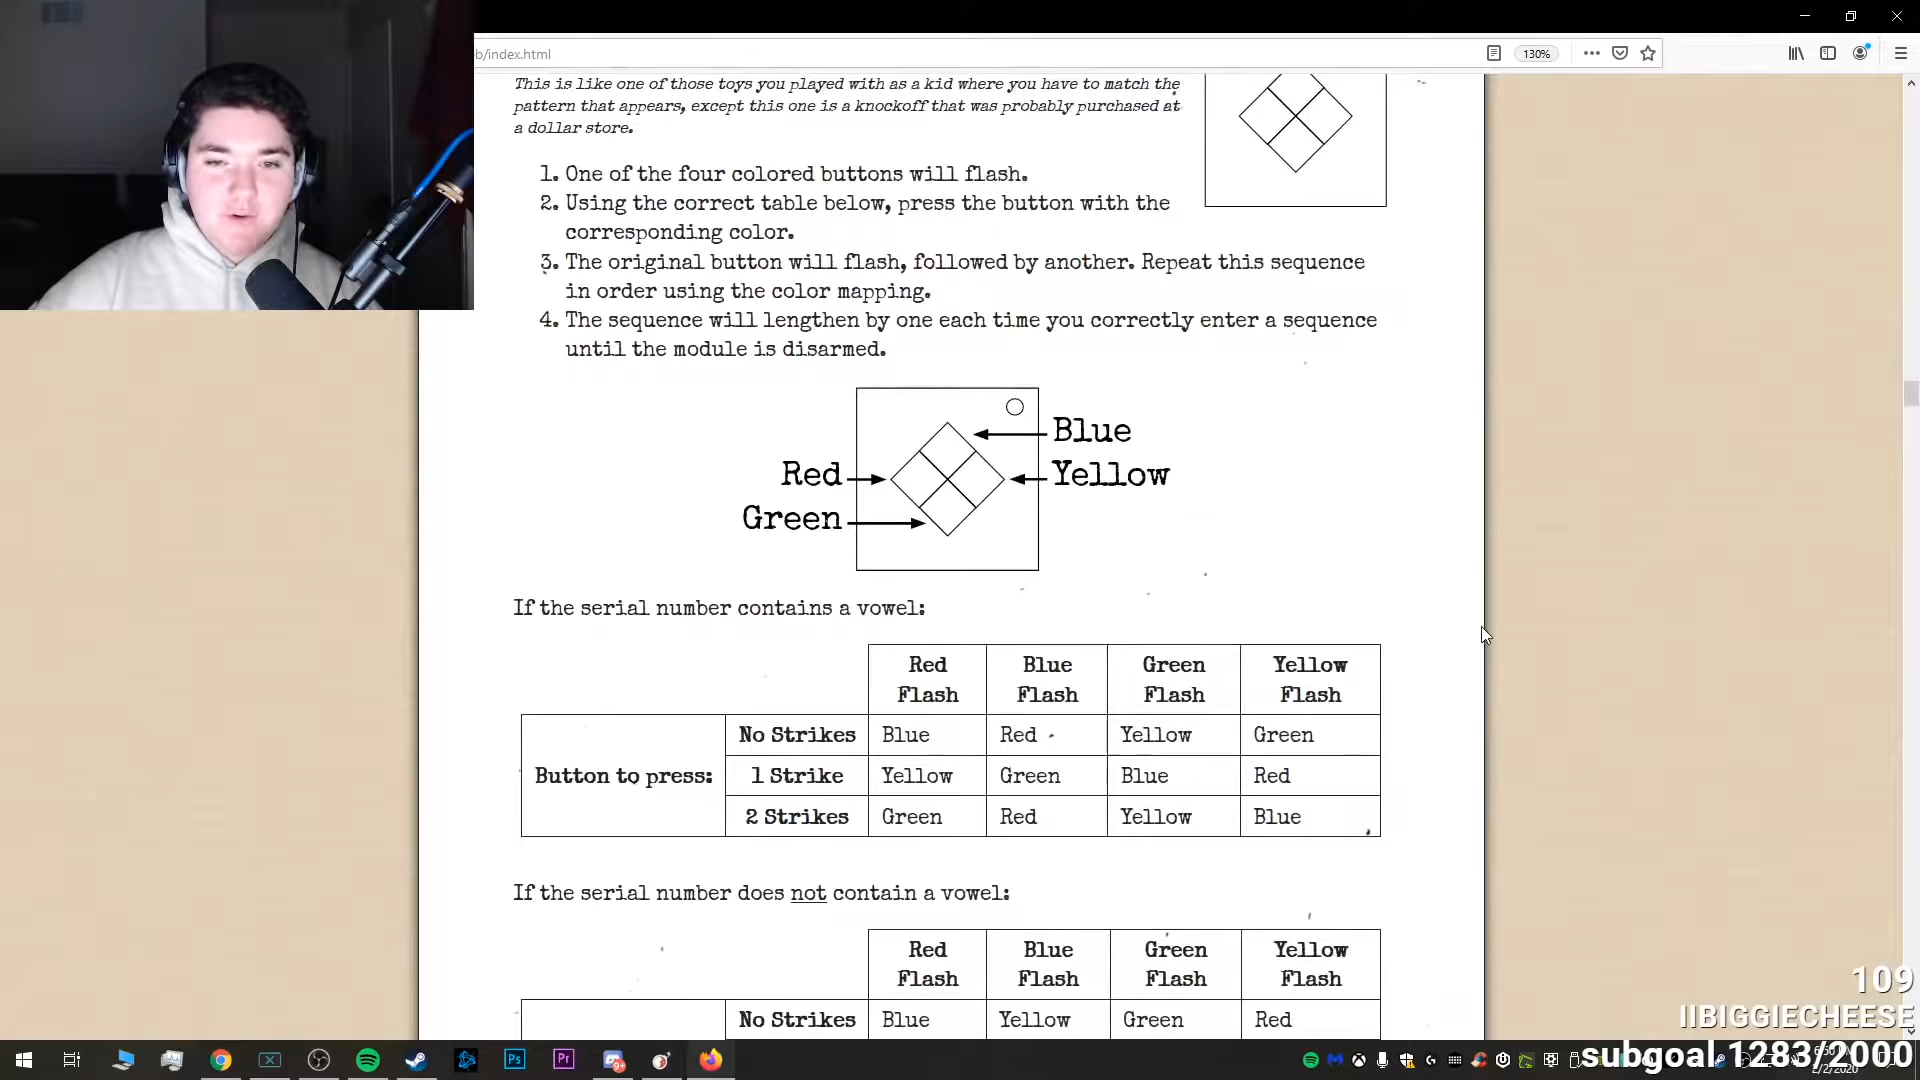 b/index.html
130%
This is like one of those toys you played with as a kid where you have to match the
pattern that appears, except this one is a knockoff that was probably purchased at
a dollar store.
1. One of the four colored buttons will flash.
2. Using the correct table below, press the button with the
corresponding color.
3. The original button will flash, followed by another. Repeat this sequence
in order using the color mapping.
4. The sequence will lengthen by one each time you correctly enter a sequence
until the module is disarmed.
Blue
Red
Yellow
Green
If the serial number contains a vowel:
Red Flash Blue Flash Green Flash Yellow Flash
Button to press:
No Strikes Blue Red Yellow Green
1 Strike Yellow Green Blue Red
2 Strikes Green Red Yellow Blue
If the serial number does not contain a vowel:
Red Flash Blue Flash Green Flash Yellow Flash
No Strikes Blue Yellow Green Red
109
IIBIGGIECHEESE
subgoal 1283/2000
2/2/2020
Ps
Pr
9+